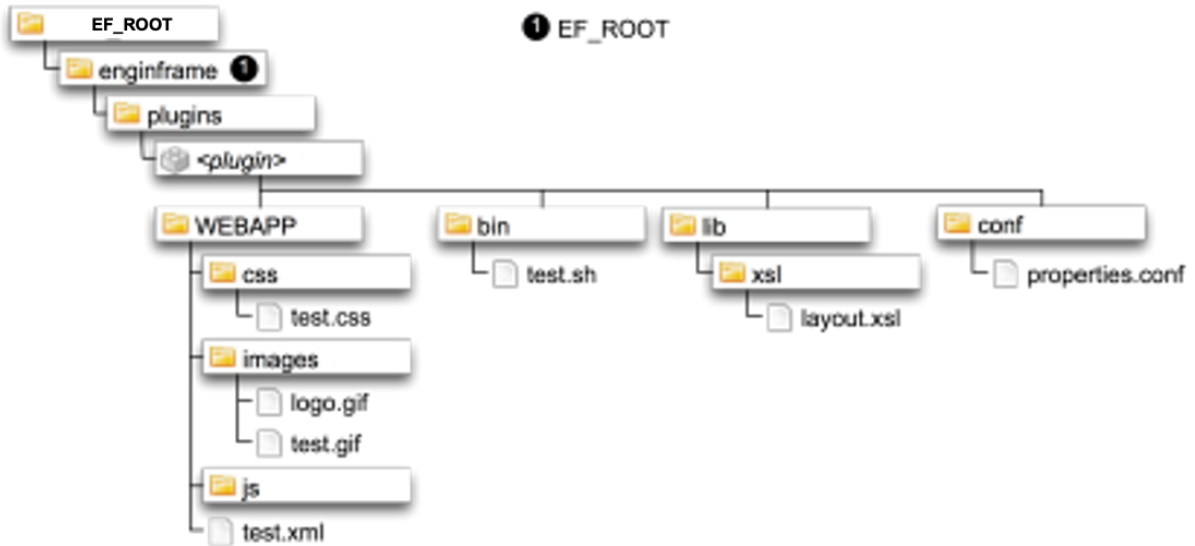 EF_ROOT
1 EF_ROOT
enginframe 1
plugins
<plugin>
WEBAPP
bin
lib
conf
css
test.sh
xsl
properties.conf
test.css
layout.xsl
images
logo.gif
test.gif
js
test.xml